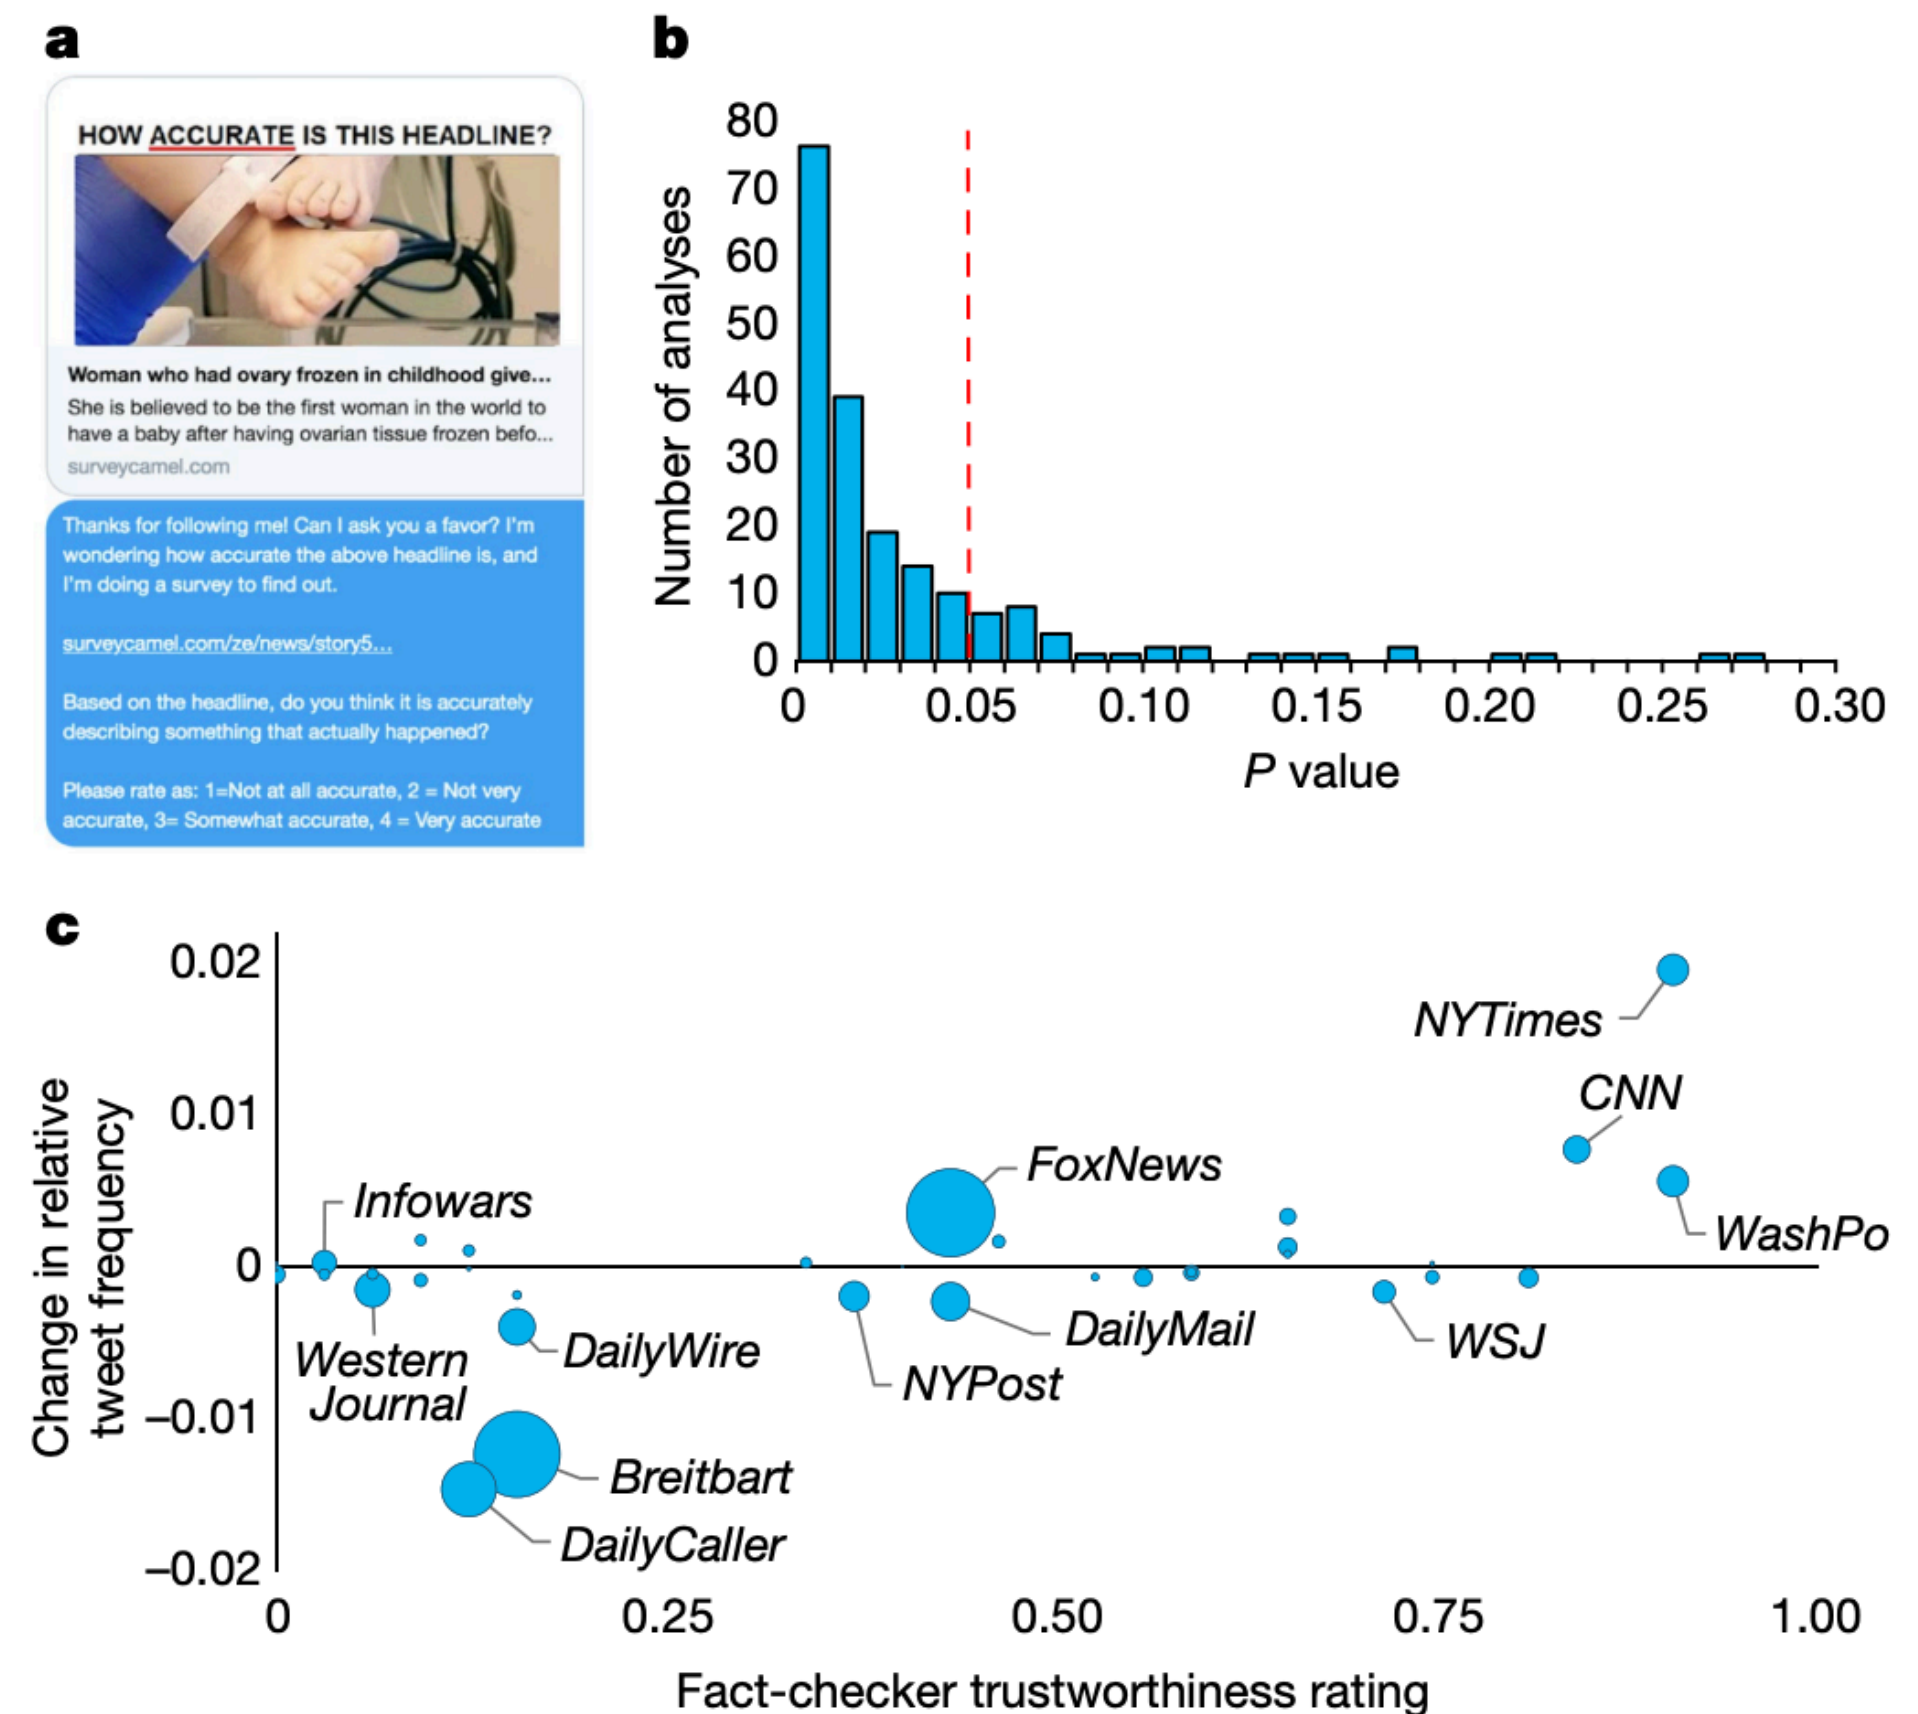 a
HOW ACCURATE IS THIS HEADLINE?
Woman who had ovary frozen in childhood give...
She is believed to be the first woman in the world to
have a baby after having ovarian tissue frozen befo...
surveycamel.com
Thanks for following me! Can I ask you a favor? I'm
wondering how accurate the above headline is, and
I'm doing a survey to find out.
surveycamel.com/ze/news/story5...
Based on the headline, do you think it is accurately
describing something that actually happened?
Please rate as: 1=Not at all accurate, 2 = Not very
accurate, 3= Somewhat accurate, 4 = Very accurate
b
Number of analyses
80
70
60
50
40
30
20
10
0
0 0.05 0.10 0.15 0.20 0.25 0.30
P value
c
Change in relative
tweet frequency
0.02
0.01
0
–0.01
–0.02
NYTimes
CNN
FoxNews
Infowars
WashPo
DailyMail
WSJ
Western
Journal
DailyWire
NYPost
Breitbart
DailyCaller
0 0.25 0.50 0.75 1.00
Fact-checker trustworthiness rating